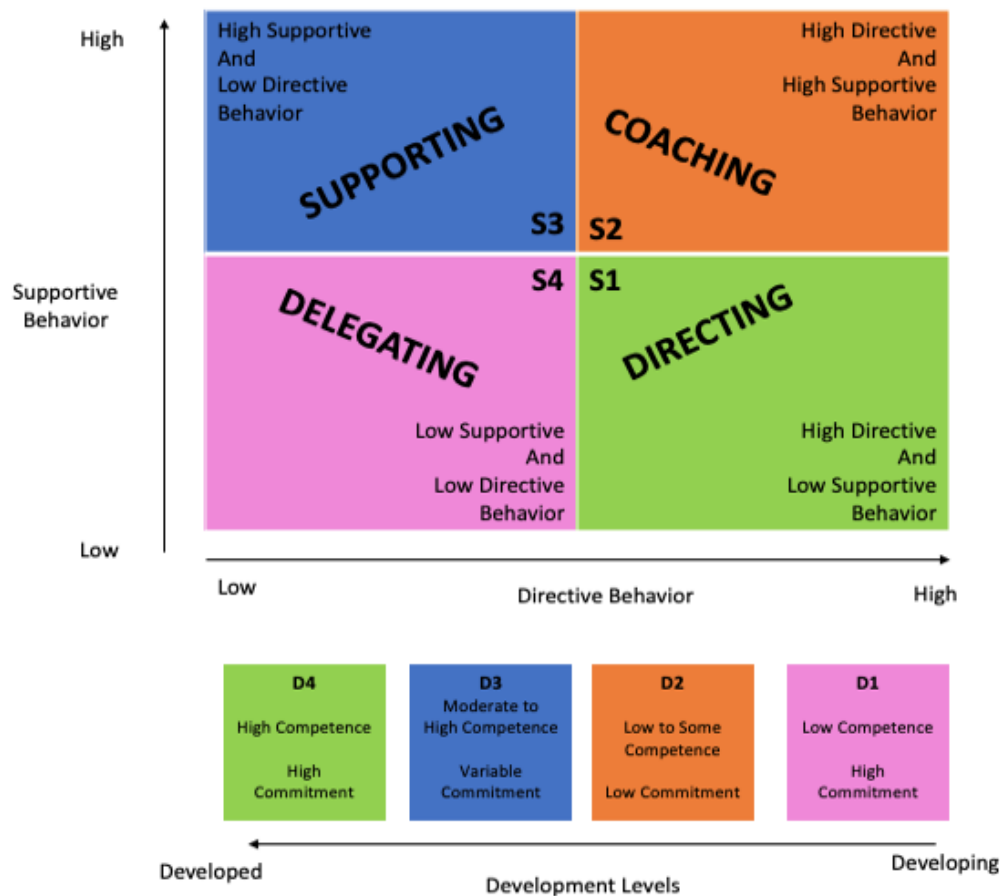 High
Supportive
Behavior
Low
High Supportive
And
Low Directive
Behavior
SUPPORTING
S3
High Directive
And
High Supportive
Behavior
COACHING
S2
S4
DELEGATING
Low Supportive
And
Low Directive
Behavior
S1
DIRECTING
High Directive
And
Low Supportive
Behavior
Low
Directive Behavior
High
D4
High Competence
High
Commitment
D3
Moderate to
High Competence
Variable
Commitment
D2
Low to Some
Competence
Low Commitment
D1
Low Competence
High
Commitment
Developed
Development Levels
Developing